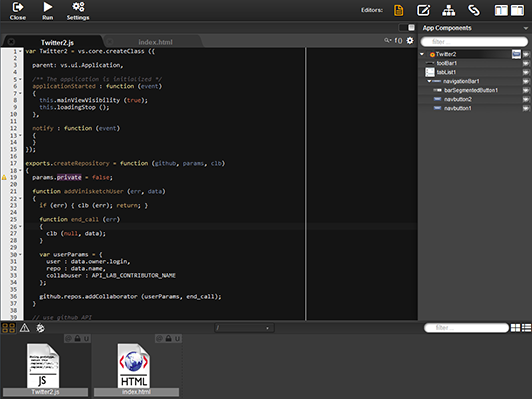 Close
Run
Settings
Editors:
App Components
Twitter2.js
index.html
f()
filter...
Twitter2
toolBar1
tabList1
navigationBar1
barSegmentedButton1
navbutton2
navbutton1
1 var Twitter2 = vs.core.createClass ({
2
3 parent: vs.ui.Application,
4
5 /** The application is initialized */
6 applicationStarted : function (event)
7 {
8 this.mainViewVisibility (true);
9 this.loadingStop ();
10 },
11
12 notify : function (event)
13 {
14 }
15 });
16
17 exports.createRepository = function (github, params, clb)
18 {
19 params.private = false;
20
21 function addVinisketchUser (err, data)
22 {
23 if (err) { clb (err); return; }
24
25 function end_call (err)
26 {
27 clb (null, data);
28 }
29
30 var userParams = {
31 user : data.owner.login,
32 repo : data.name,
33 collabuser : API_LAB_CONTRIBUTOR_NAME
34 };
35
36 github.repos.addCollaborator (userParams, end_call);
37 }
38
39 // use github API
/
filter...
JS
Twitter2.js
HTML
index.html